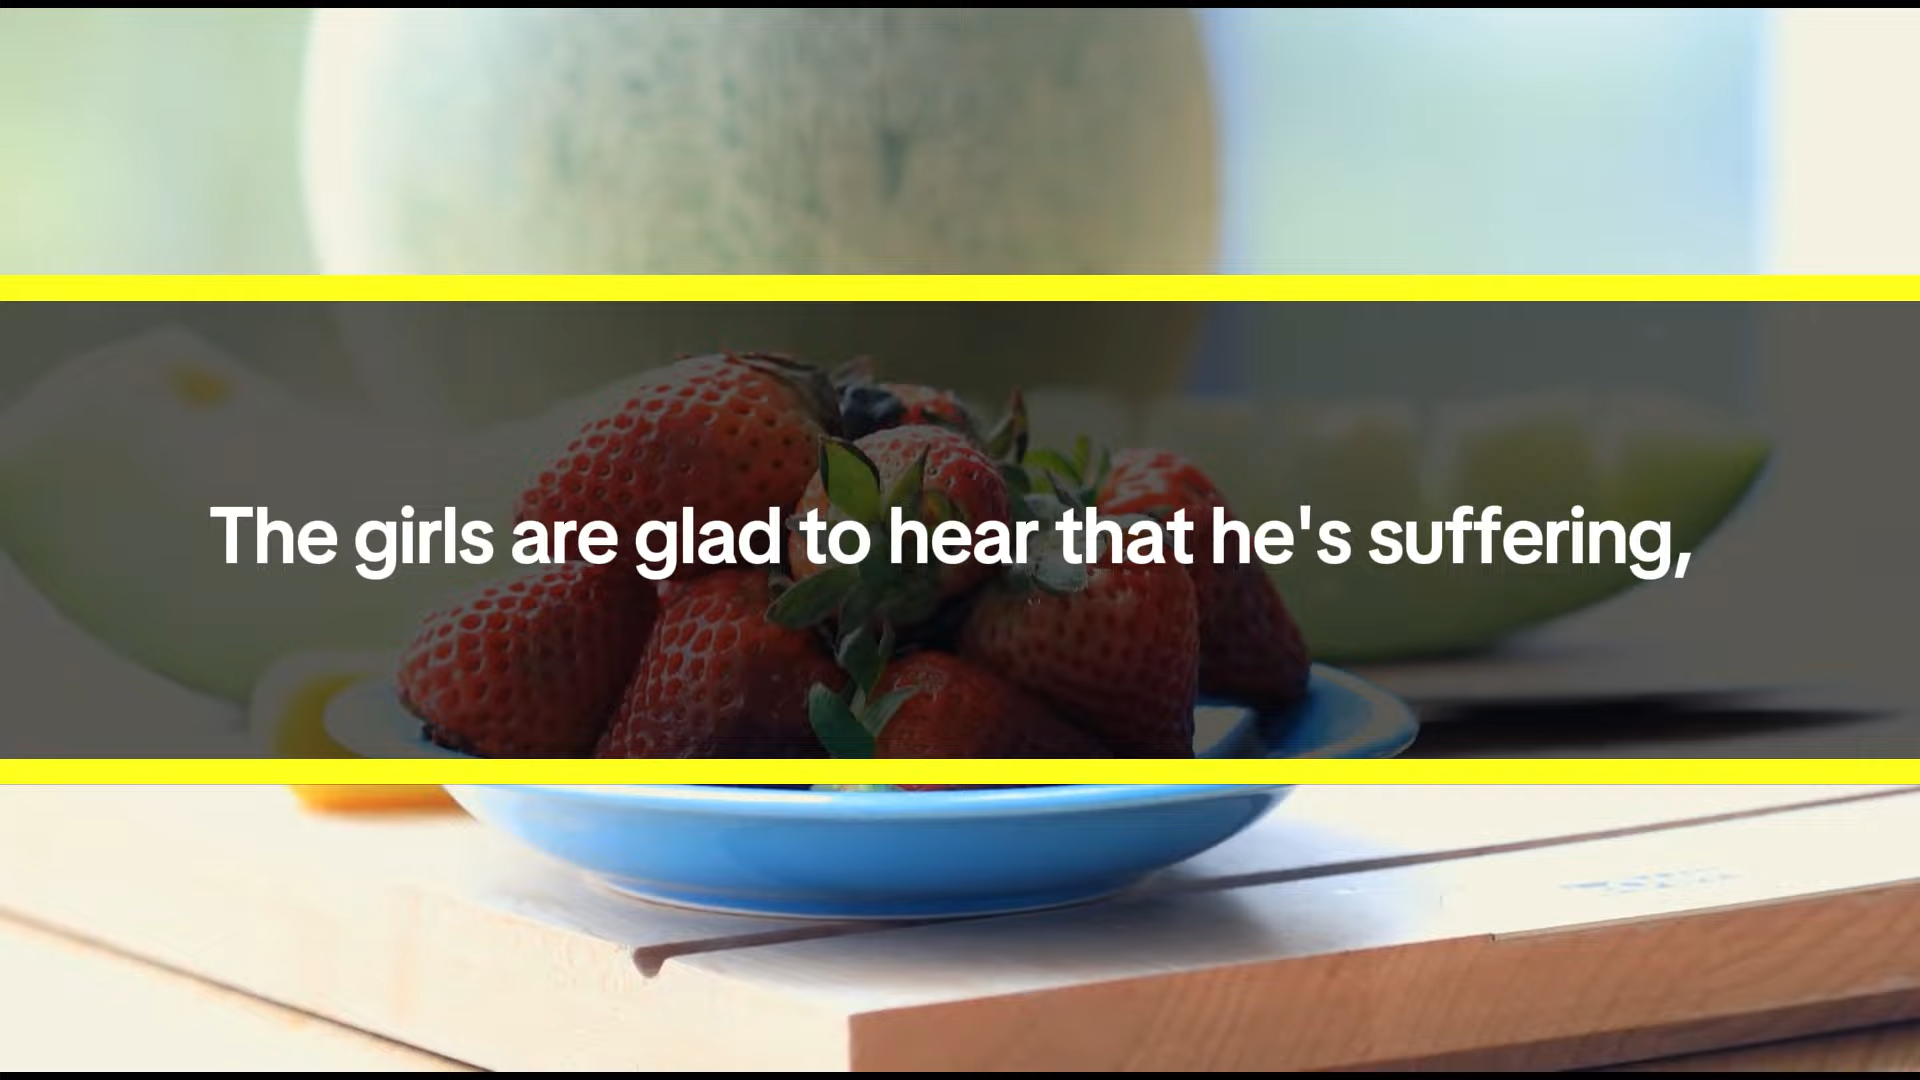 The girls are glad to hear that he's suffering,